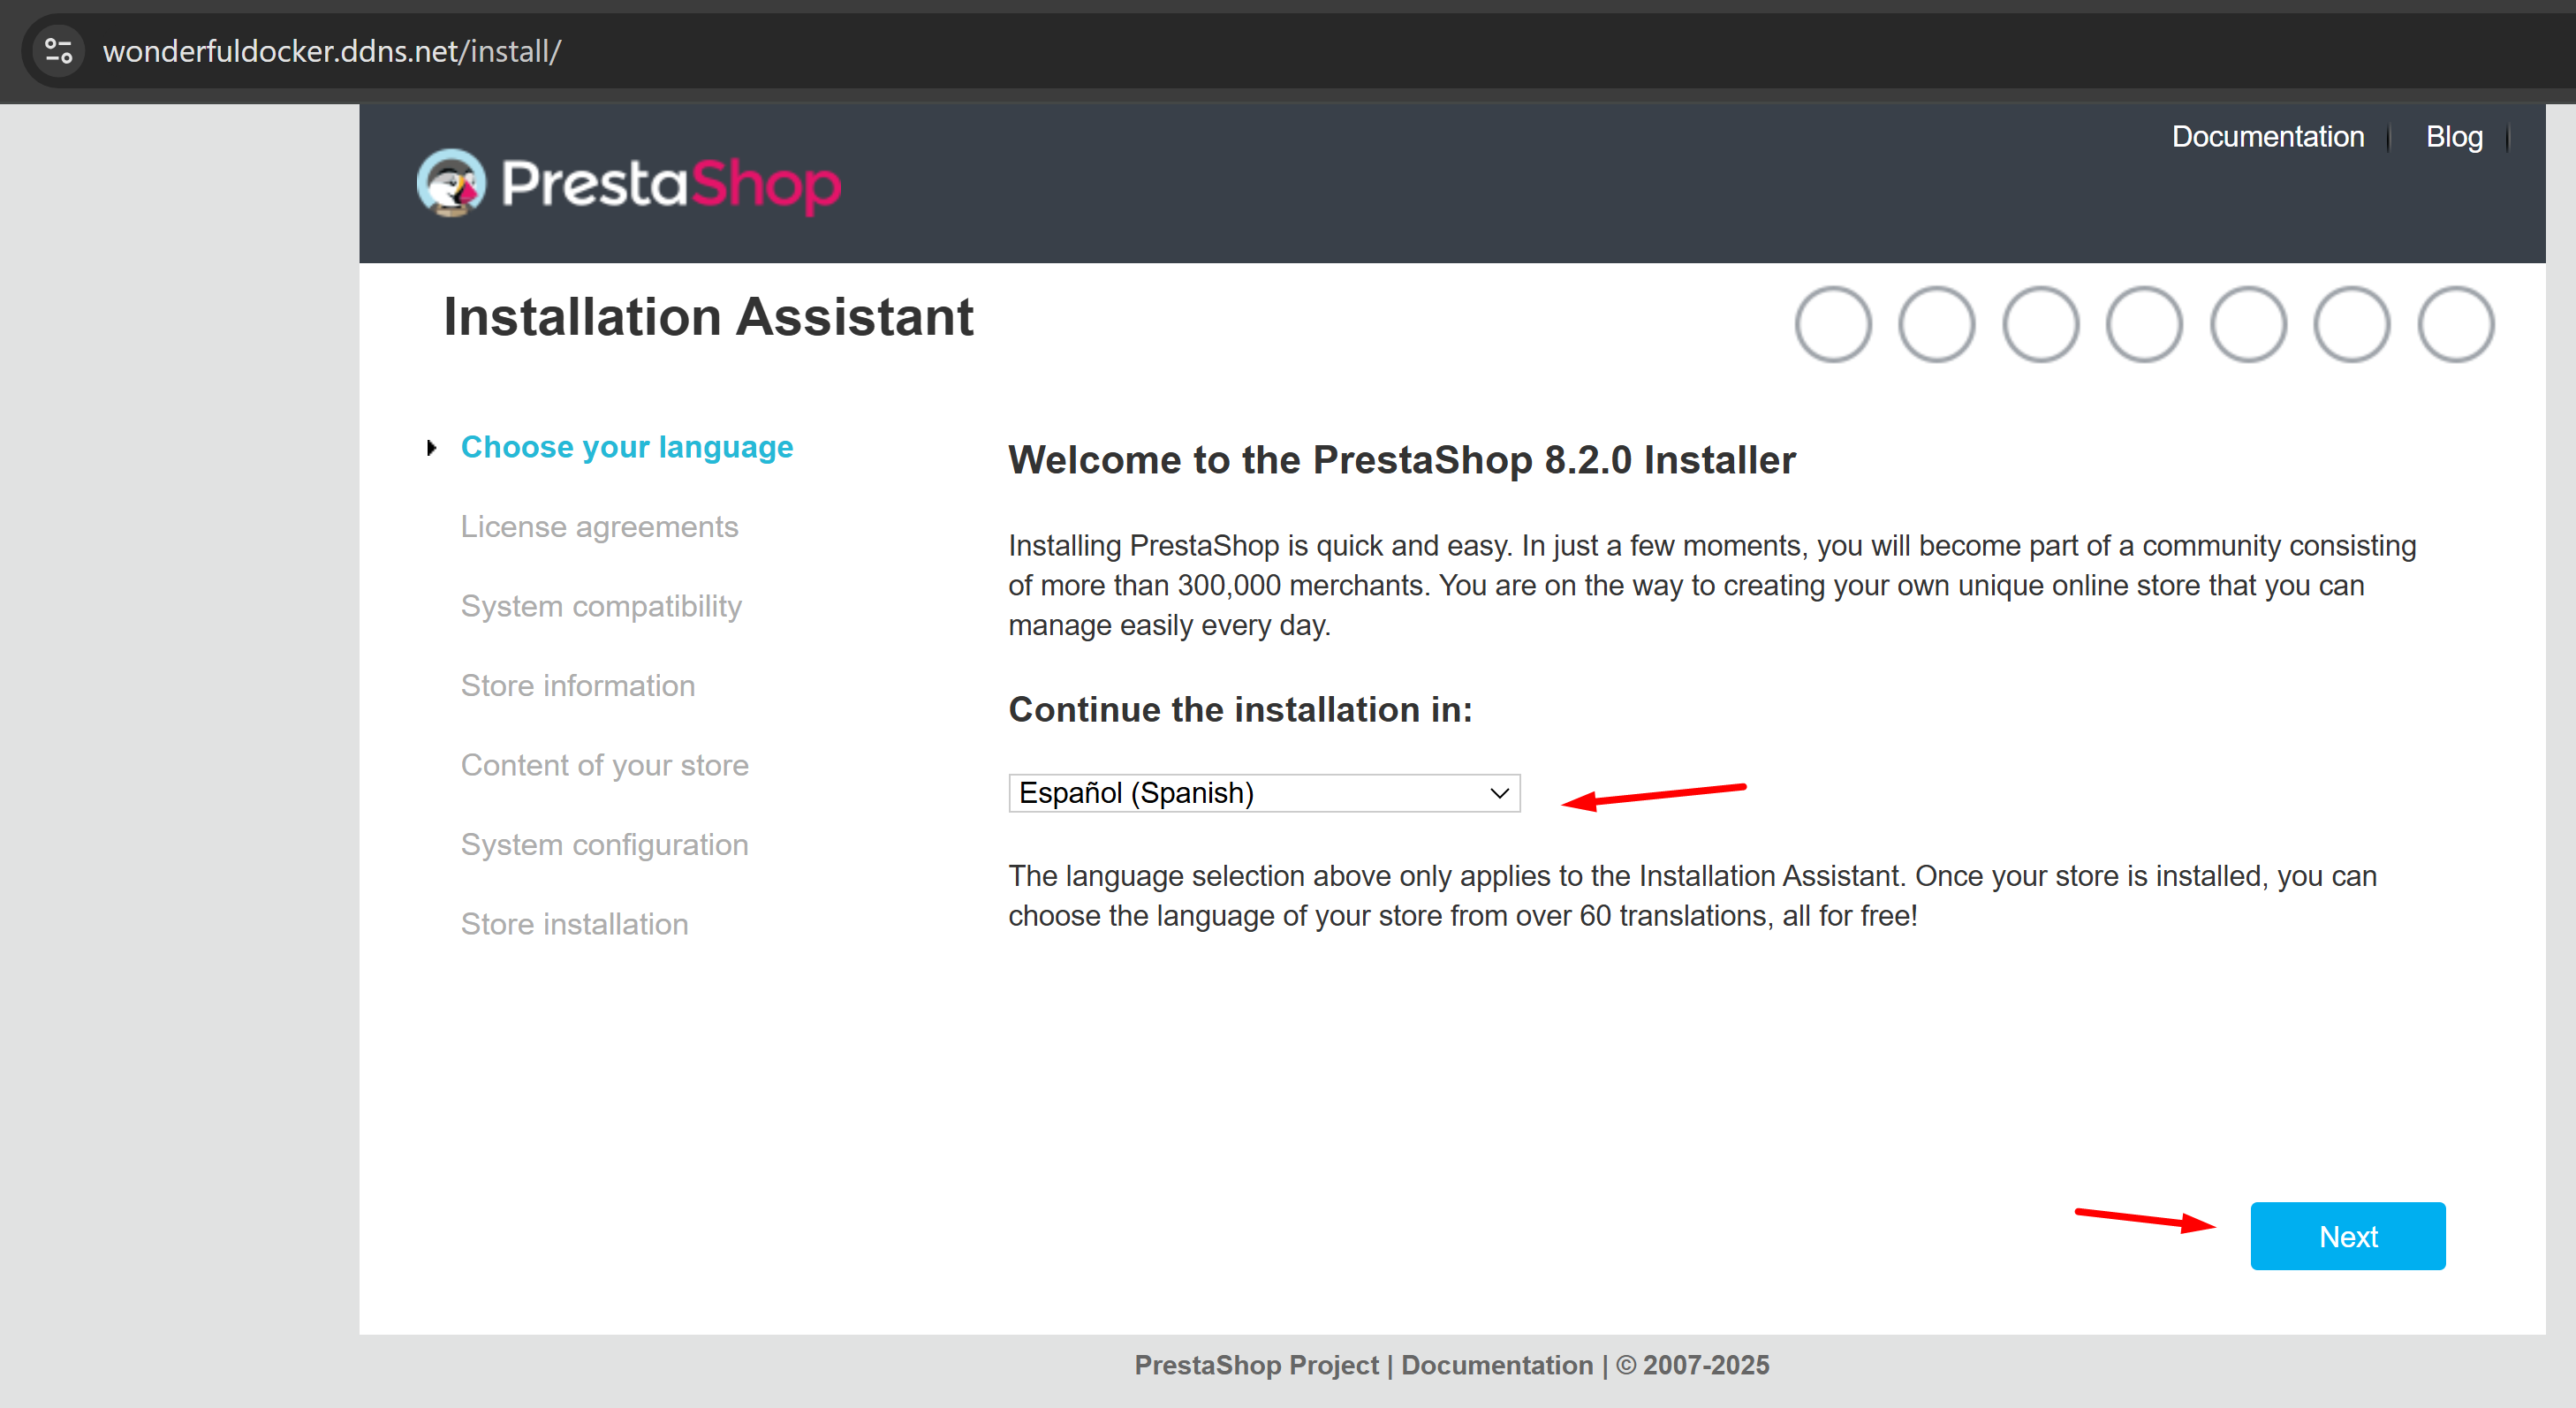 wonderfuldocker.ddns.net/install/
Documentation
Blog
PrestaShop
Installation Assistant
Choose your language
License agreements
System compatibility
Store information
Content of your store
System configuration
Store installation
Welcome to the PrestaShop 8.2.0 Installer
Installing PrestaShop is quick and easy. In just a few moments, you will become part of a community consisting
of more than 300,000 merchants. You are on the way to creating your own unique online store that you can
manage easily every day.
Continue the installation in:
Español (Spanish)
The language selection above only applies to the Installation Assistant. Once your store is installed, you can
choose the language of your store from over 60 translations, all for free!
Next
PrestaShop Project | Documentation | © 2007-2025